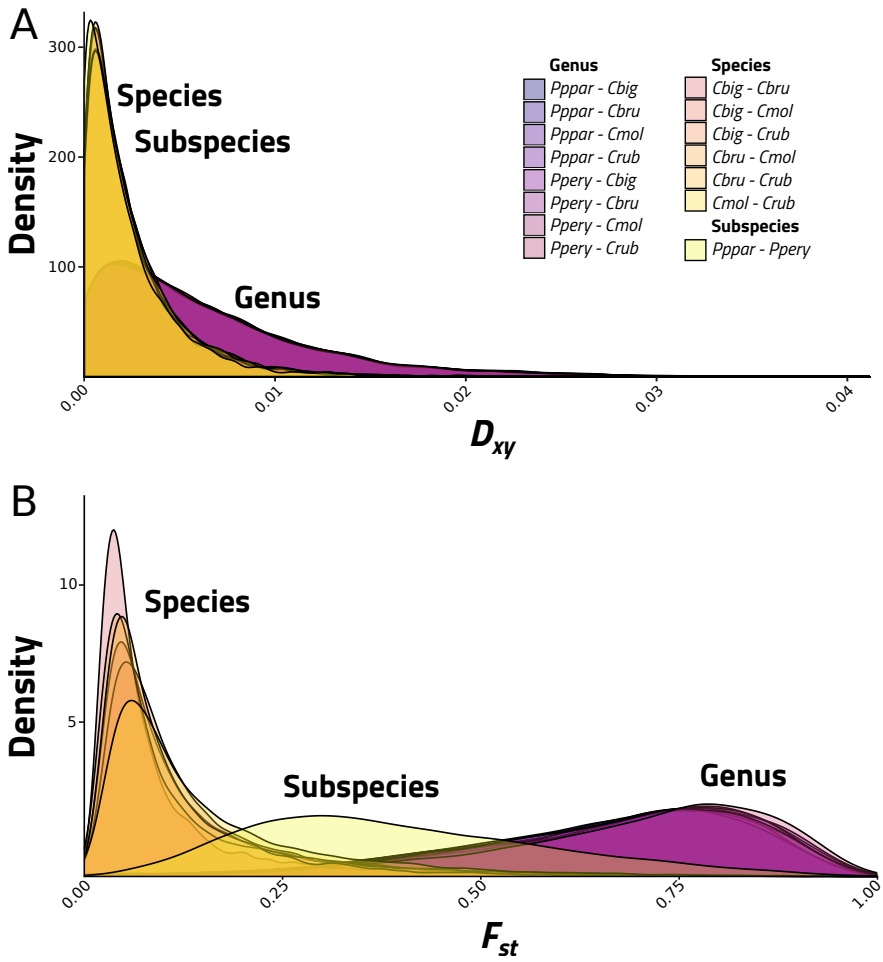 A
Density
300
200
100
Species
Subspecies
Genus
Genus
Pppar - Cbig
Pppar - Cbru
Pppar - Cmol
Pppar - Crub
Ppery - Cbig
Ppery - Cbru
Ppery - Cmol
Ppery - Crub
Species
Cbig - Cbru
Cbig - Cmol
Cbig - Crub
Cbru - Cmol
Cbru - Crub
Cmol - Crub
Subspecies
Pppar - Ppery
0.00 0.01 0.02 0.03 0.04
Dxy
B
Density
10
5
Species
Subspecies
Genus
0.00 0.25 0.50 0.75 1.00
Fst